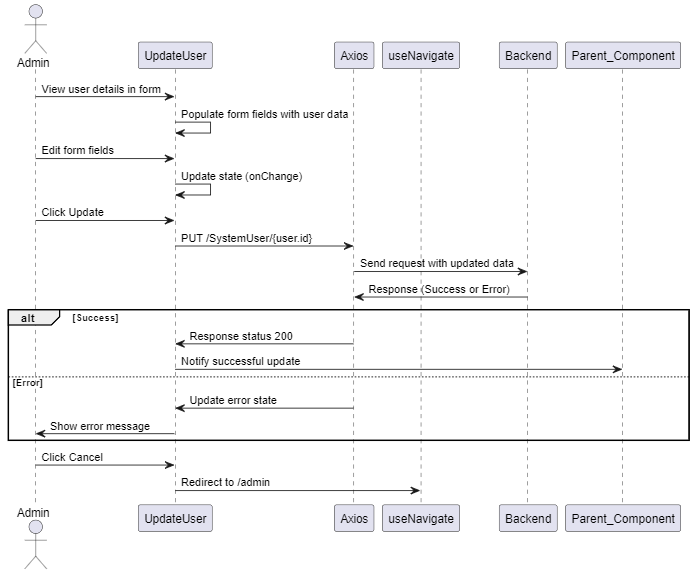 Admin
UpdateUser Axios useNavigate Backend Parent_Component
View user details in form
Populate form fields with user data
Edit form fields
Update state (onChange)
Click Update
PUT /SystemUser/{user.id}
Send request with updated data
Response (Success or Error)
alt [Success]
Response status 200
Notify successful update
[Error]
Update error state
Show error message
Click Cancel
Redirect to /admin
Admin
UpdateUser Axios useNavigate Backend Parent_Component